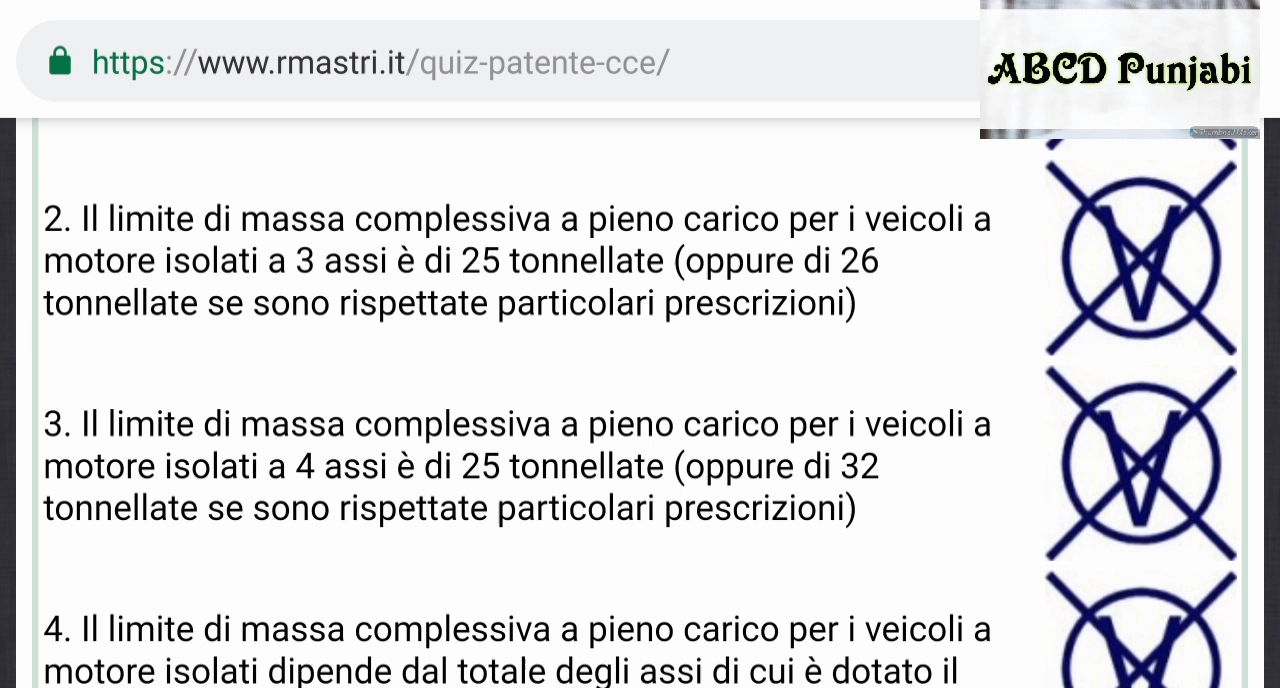 https://www.rmastri.it/quiz-patente-cce/
ABCD Punjabi
Thumbnail Maker
2. Il limite di massa complessiva a pieno carico per i veicoli a
motore isolati a 3 assi è di 25 tonnellate (oppure di 26
tonnellate se sono rispettate particolari prescrizioni)
V
3. Il limite di massa complessiva a pieno carico per i veicoli a
motore isolati a 4 assi è di 25 tonnellate (oppure di 32
tonnellate se sono rispettate particolari prescrizioni)
V
4. Il limite di massa complessiva a pieno carico per i veicoli a
motore isolati dipende dal totale degli assi di cui è dotato il
V